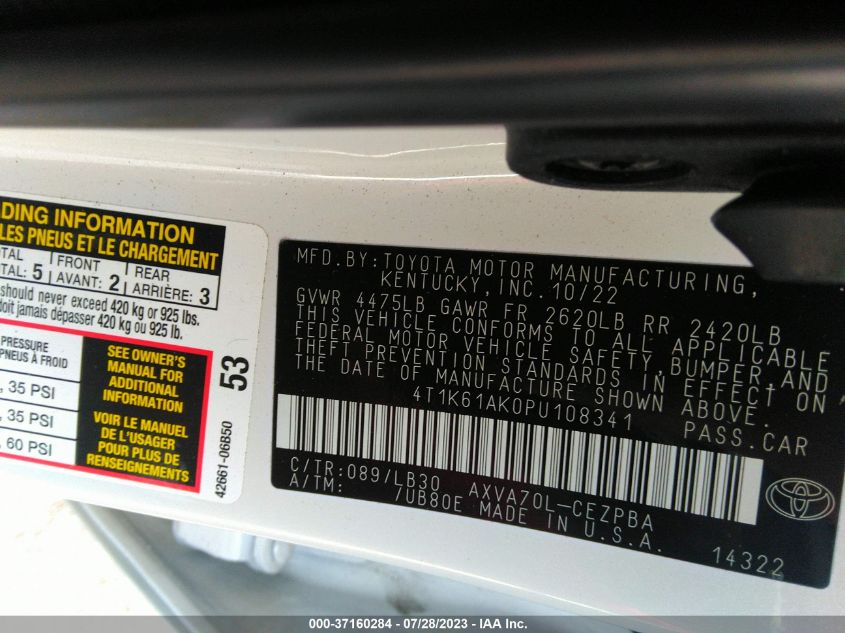 ADING INFORMATION
LES PNEUS ET LE CHARGEMENT
TOTAL FRONT REAR
TOTAL: 5 AVANT: 2 ARRIÈRE: 3
should never exceed 420 kg or 925 lbs.
doit jamais dépasser 420 kg ou 925 lb.
PRESSURE
PNEUS À FROID
35 PSI
35 PSI
60 PSI
SEE OWNER'S
MANUAL FOR
ADDITIONAL
INFORMATION
VOIR LE MANUEL
DE L'USAGER
POUR PLUS DE
RENSEIGNEMENTS
53
42661-06B50
MFD.BY:TOYOTA MOTOR MANUFACTURING,
KENTUCKY,INC.10/22
GVWR 4475LB GAWR FR 2620LB RR 2420LB
THIS VEHICLE CONFORMS TO ALL APPLICABLE
FEDERAL MOTOR VEHICLE SAFETY,BUMPER AND
THEFT PREVENTION STANDARDS IN EFFECT ON
THE DATE OF MANUFACTURE SHOWN ABOVE.
4T1K61AK0PU108341
PASS.CAR
C/TR:089/LB30 AXVA70L-CEZPBA
A/TM: /UB80E MADE IN U.S.A.
14322
000-37160284 - 07/28/2023 - IAA Inc.